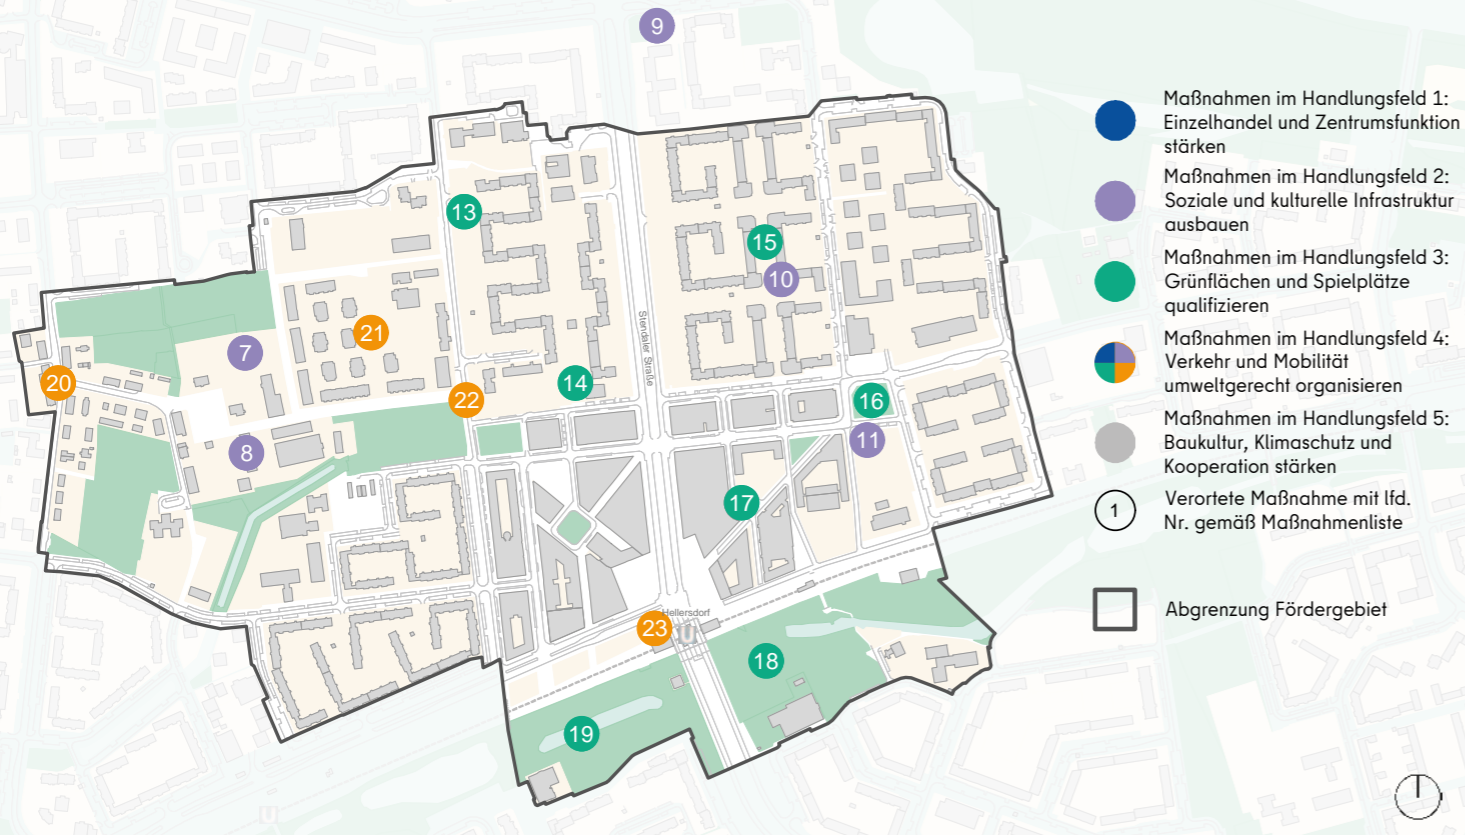 9
13
15
10
21
7
20
22
14
16
8
11
17
23
18
19
Stendaler Straße
Hellersdorf
U
U
Maßnahmen im Handlungsfeld 1:
Einzelhandel und Zentrumsfunktion
stärken
Maßnahmen im Handlungsfeld 2:
Soziale und kulturelle Infrastruktur
ausbauen
Maßnahmen im Handlungsfeld 3:
Grünflächen und Spielplätze
qualifizieren
Maßnahmen im Handlungsfeld 4:
Verkehr und Mobilität
umweltgerecht organisieren
Maßnahmen im Handlungsfeld 5:
Baukultur, Klimaschutz und
Kooperation stärken
1
Verortete Maßnahme mit lfd.
Nr. gemäß Maßnahmenliste
Abgrenzung Fördergebiet